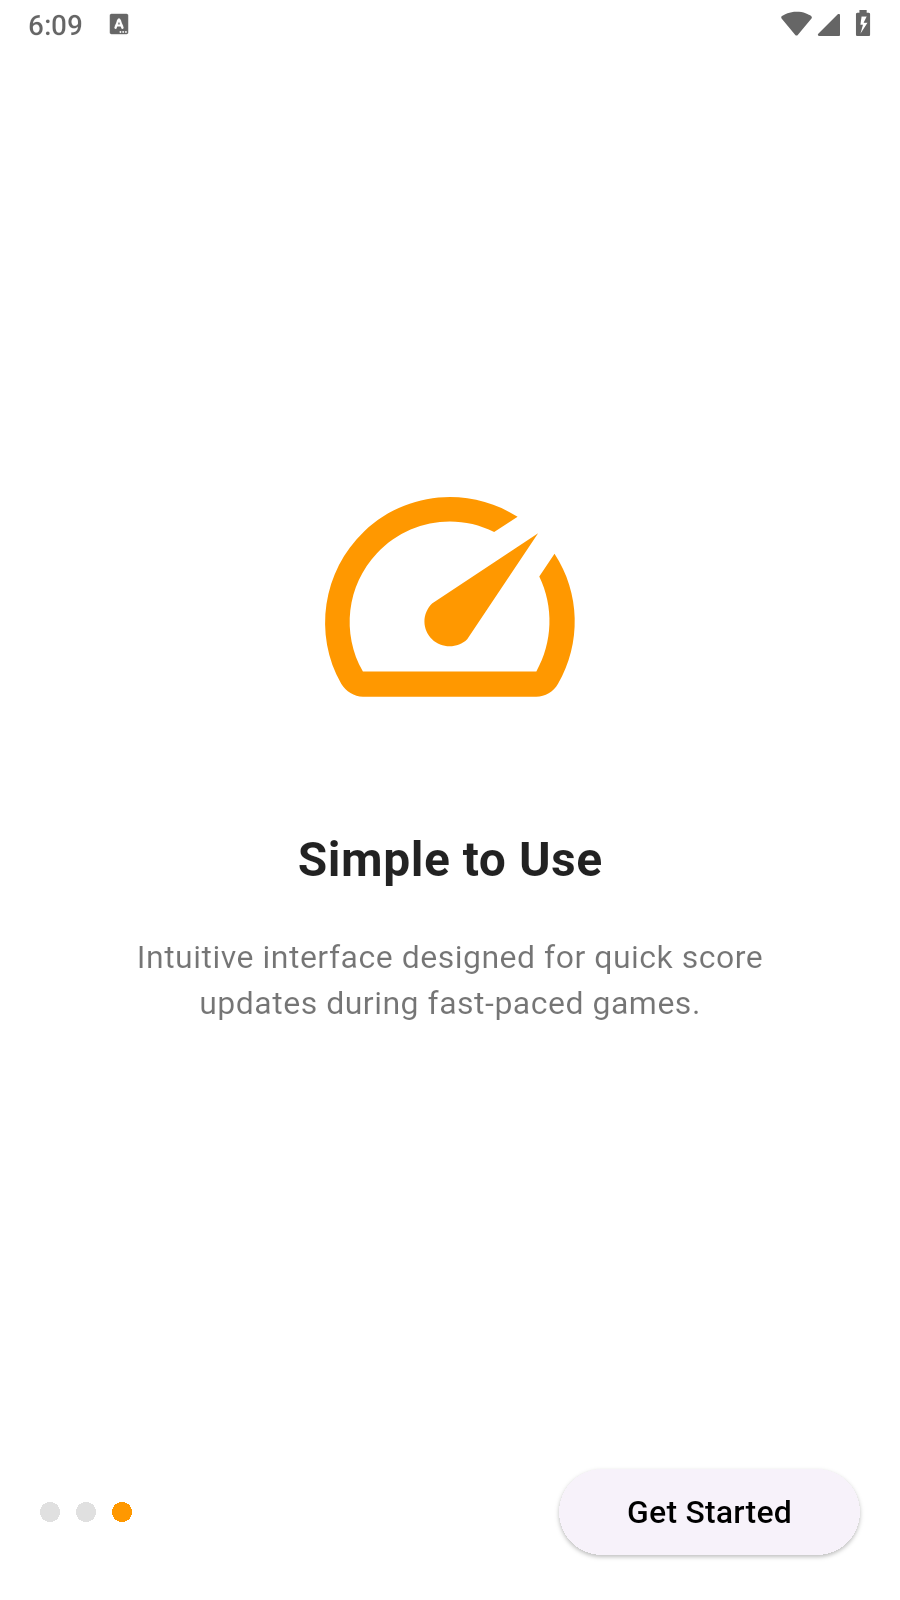 6:09
Simple to Use
Intuitive interface designed for quick score
updates during fast-paced games.
Get Started